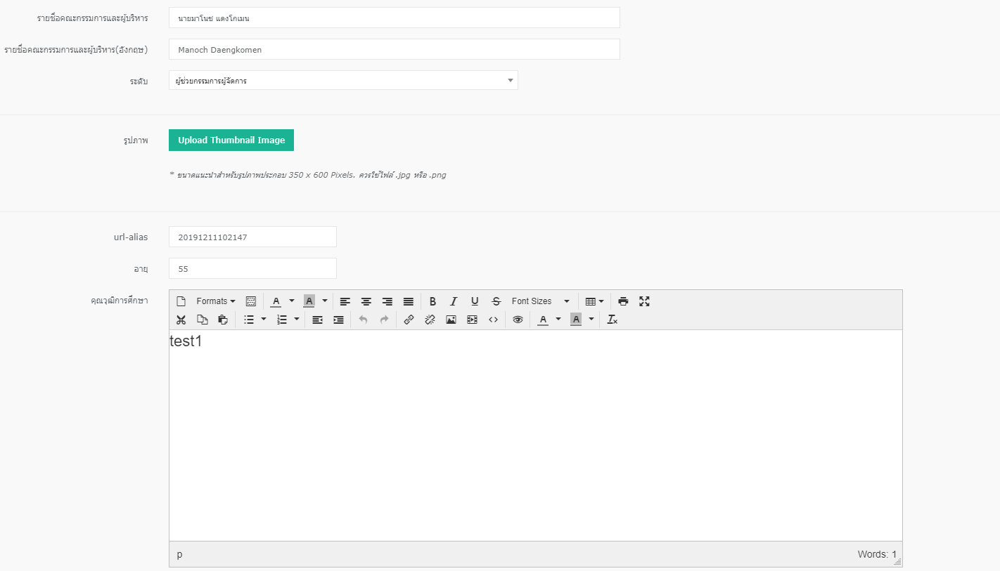 รายชื่อคณะกรรมการและผู้บริหาร นายมาโนช แดงโกเมน
รายชื่อคณะกรรมการและผู้บริหาร(อังกฤษ) Manoch Daengkomen
ระดับ ผู้ช่วยกรรมการผู้จัดการ
รูปภาพ Upload Thumbnail Image
* ขนาดแนะนำสำหรับรูปภาพประกอบ 350 x 600 Pixels. ควรใช้ไฟล์ .jpg หรือ .png
url-alias 20191211102147
อายุ 55
คุณวุฒิการศึกษา Formats A A B I U S Font Sizes
A A Tx
test1
p Words: 1